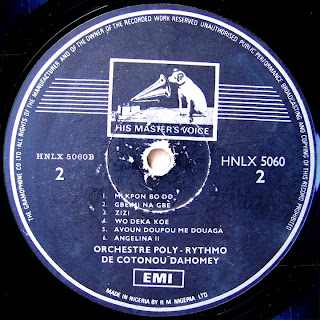 THE GRAMOPHONE CO LTD · ALL RIGHTS OF THE MANUFACTURER AND OF THE OWNER OF THE RECORDED WORK RESERVED UNAUTHORISED PUBLIC PERFORMANCE BROADCASTING AND COPYING OF THIS RECORD PROHIBITED
HIS MASTER'S VOICE
HNLX 5060B
2
HNLX 5060
2
1. MI KPON BO DO
2. GBEMI NA GBE
3. ZIZI
4. WO DEKA KOE
5. AVOUN DOUPOU ME DOUAGA
6. ANGELINA II
ORCHESTRE POLY - RYTHMO
DE COTONOU DAHOMEY
EMI
MADE IN NIGERIA BY R M NIGERIA LTD